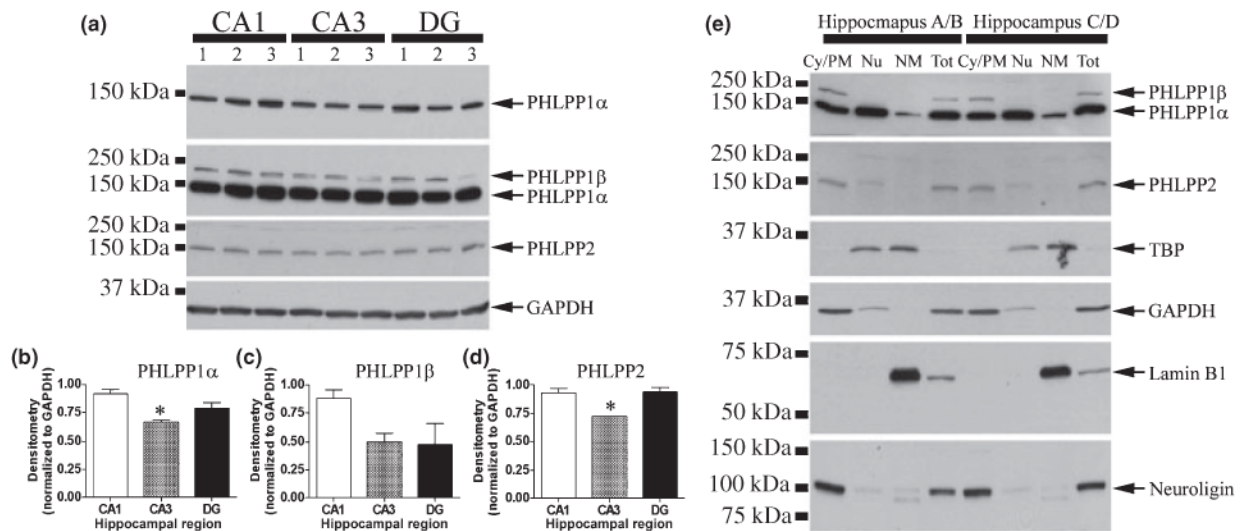 (a)
CA1 CA3 DG
1 2 3 1 2 3 1 2 3
150 kDa
PHLPP1α
250 kDa
150 kDa
PHLPP1β
PHLPP1α
250 kDa
150 kDa
PHLPP2
37 kDa
GAPDH
(b)
PHLPP1α
Densitometry
(normalized to GAPDH)
1.00
0.75
0.50
0.25
0.00
*
CA1 CA3 DG
Hippocampal region
(c)
PHLPP1β
Densitometry
(normalized to GAPDH)
1.00
0.75
0.50
0.25
0.00
CA1 CA3 DG
Hippocampal region
(d)
PHLPP2
Densitometry
(normalized to GAPDH)
1.00
0.75
0.50
0.25
0.00
*
CA1 CA3 DG
Hippocampal region
(e)
Hippocmapus A/B Hippocampus C/D
Cy/PM Nu NM Tot Cy/PM Nu NM Tot
250 kDa
150 kDa
PHLPP1β
PHLPP1α
250 kDa
150 kDa
PHLPP2
37 kDa
TBP
37 kDa
GAPDH
75 kDa
Lamin B1
50 kDa
150 kDa
100 kDa
Neuroligin
75 kDa